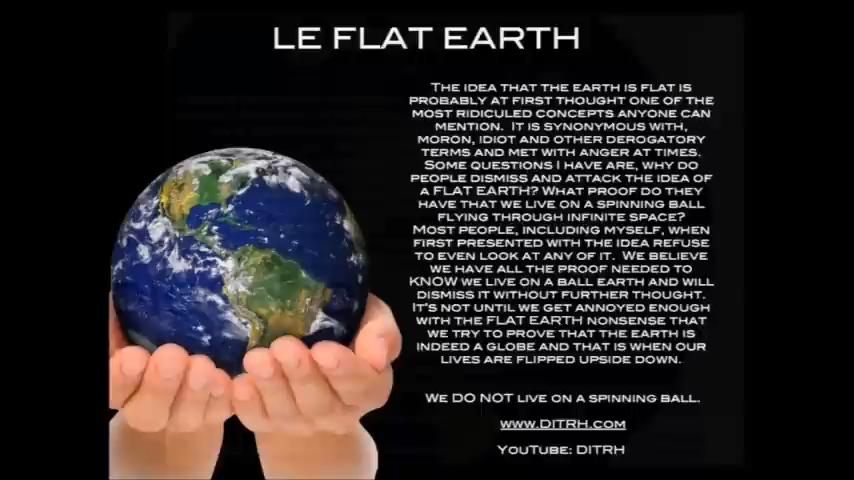 LE FLAT EARTH
THE IDEA THAT THE EARTH IS FLAT IS
PROBABLY AT FIRST THOUGHT ONE OF THE
MOST RIDICULED CONCEPTS ANYONE CAN
MENTION. IT IS SYNONYMOUS WITH,
MORON, IDIOT AND OTHER DEROGATORY
TERMS AND MET WITH ANGER AT TIMES.
SOME QUESTIONS I HAVE ARE, WHY DO
PEOPLE DISMISS AND ATTACK THE IDEA OF
A FLAT EARTH? WHAT PROOF DO THEY
HAVE THAT WE LIVE ON A SPINNING BALL
FLYING THROUGH INFINITE SPACE?
MOST PEOPLE, INCLUDING MYSELF, WHEN
FIRST PRESENTED WITH THE IDEA REFUSE
TO EVEN LOOK AT ANY OF IT. WE BELIEVE
WE HAVE ALL THE PROOF NEEDED TO
KNOW WE LIVE ON A BALL EARTH AND WILL
DISMISS IT WITHOUT FURTHER THOUGHT.
IT'S NOT UNTIL WE GET ANNOYED ENOUGH
WITH THE FLAT EARTH NONSENSE THAT
WE TRY TO PROVE THAT THE EARTH IS
INDEED A GLOBE AND THAT IS WHEN OUR
LIVES ARE FLIPPED UPSIDE DOWN.
WE DO NOT LIVE ON A SPINNING BALL.
WWW.DITRH.COM
YOUTUBE: DITRH